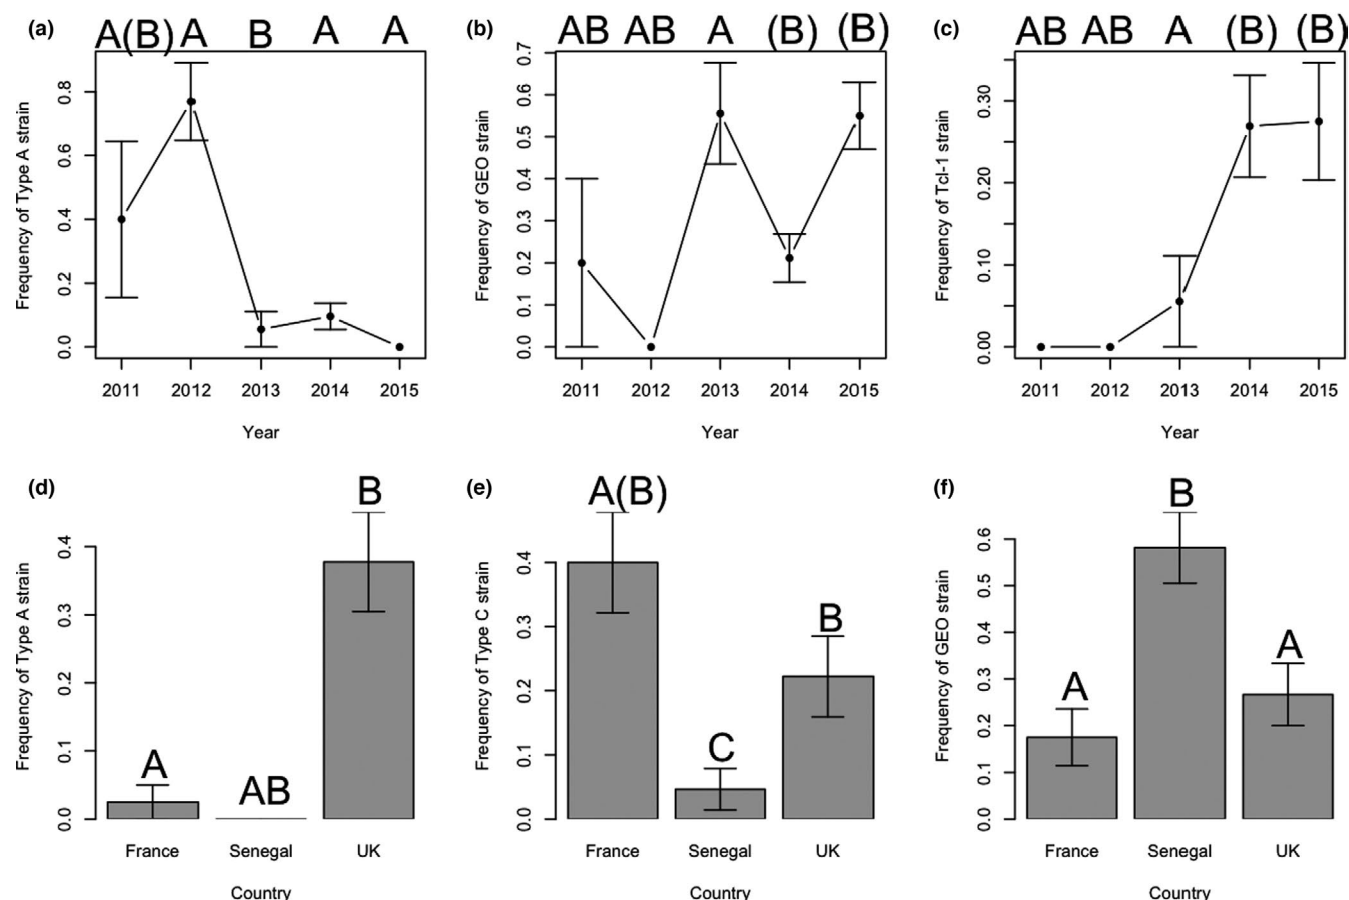 (a) A(B) A B A A
Frequency of Type A strain
0.8
0.6
0.4
0.2
0.0
2011 2012 2013 2014 2015
Year
(b) AB AB A (B) (B)
Frequency of GEO strain
0.7
0.6
0.5
0.4
0.3
0.2
0.1
0.0
2011 2012 2013 2014 2015
Year
(c) AB AB A (B) (B)
Frequency of Tcl-1 strain
0.30
0.20
0.10
0.00
2011 2012 2013 2014 2015
Year
(d)
Frequency of Type A strain
0.4
0.3
0.2
0.1
0.0
A AB B
France Senegal UK
Country
(e)
Frequency of Type C strain
0.4
0.3
0.2
0.1
0.0
A(B) C B
France Senegal UK
Country
(f)
Frequency of GEO strain
0.6
0.5
0.4
0.3
0.2
0.1
0.0
A B A
France Senegal UK
Country